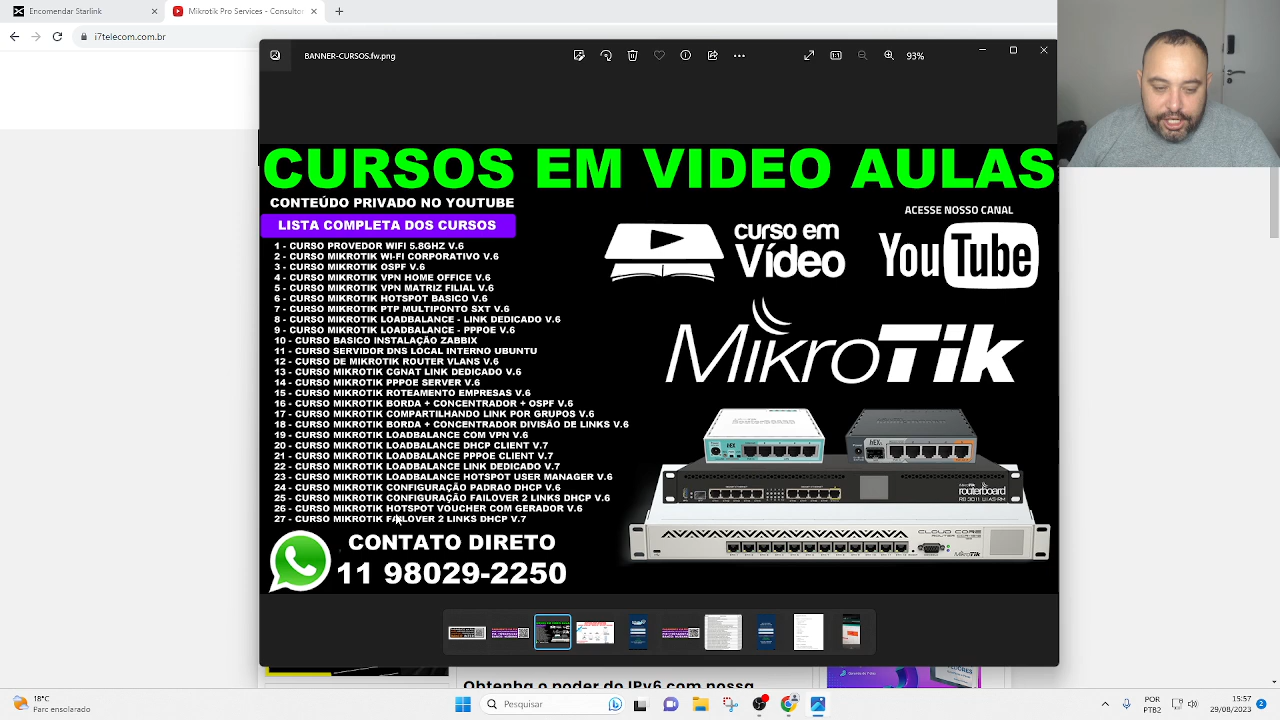 Encomendar Starlink
Mikrotik Pro Services - Consultor
i7telecom.com.br
BANNER-CURSOS.fw.png
93%
CURSOS EM VIDEO AULAS
CONTEÚDO PRIVADO NO YOUTUBE
LISTA COMPLETA DOS CURSOS
1 - CURSO PROVEDOR WIFI 5.8GHZ V.6
2 - CURSO MIKROTIK WI-FI CORPORATIVO V.6
3 - CURSO MIKROTIK OSPF V.6
4 - CURSO MIKROTIK VPN HOME OFFICE V.6
5 - CURSO MIKROTIK VPN MATRIZ FILIAL V.6
6 - CURSO MIKROTIK HOTSPOT BASICO V.6
7 - CURSO MIKROTIK PTP MULTIPONTO SXT V.6
8 - CURSO MIKROTIK LOADBALANCE - LINK DEDICADO V.6
9 - CURSO MIKROTIK LOADBALANCE - PPPOE V.6
10 - CURSO BASICO INSTALAÇÃO ZABBIX
11 - CURSO SERVIDOR DNS LOCAL INTERNO UBUNTU
12 - CURSO DE MIKROTIK ROUTER VLANS V.6
13 - CURSO MIKROTIK CGNAT LINK DEDICADO V.6
14 - CURSO MIKROTIK PPPOE SERVER V.6
15 - CURSO MIKROTIK ROTEAMENTO EMPRESAS V.6
16 - CURSO MIKROTIK BORDA + CONCENTRADOR + OSPF V.6
17 - CURSO MIKROTIK COMPARTILHANDO LINK POR GRUPOS V.6
18 - CURSO MIKROTIK BORDA + CONCENTRADOR DIVISÃO DE LINKS V.6
19 - CURSO MIKROTIK LOADBALANCE COM VPN V.6
20 - CURSO MIKROTIK LOADBALANCE DHCP CLIENT V.7
21 - CURSO MIKROTIK LOADBALANCE PPPOE CLIENT V.7
22 - CURSO MIKROTIK LOADBALANCE LINK DEDICADO V.7
23 - CURSO MIKROTIK LOADBALANCE HOTSPOT USER MANAGER V.6
24 - CURSO MIKROTIK CONFIGURAÇÃO PADRAO DHCP V.6
25 - CURSO MIKROTIK CONFIGURAÇÃO FAILOVER 2 LINKS DHCP V.6
26 - CURSO MIKROTIK HOTSPOT VOUCHER COM GERADOR V.6
27 - CURSO MIKROTIK FAILOVER 2 LINKS DHCP V.7
CONTATO DIRETO
11 98029-2250
curso em
Vídeo
ACESSE NOSSO CANAL
YouTube
MikroTik
hEX
hEX
routerboard
CLOUD CORE
MikroTik
Obtenha o poder do IPv6 com nossa
18°C
Parc ensolarado
Pesquisar
POR
PTB2
15:57
29/08/2023
2